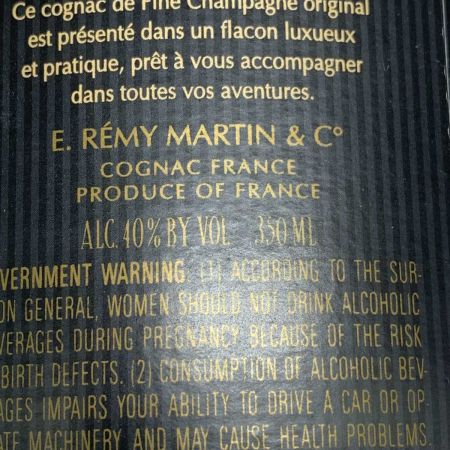 Ce cognac de Fine Champagne original
est présenté dans un flacon luxueux
et pratique, prêt à vous accompagner
dans toutes vos aventures.
E. RÉMY MARTIN & C°
COGNAC FRANCE
PRODUCE OF FRANCE
ALC. 40% BY VOL 350 ML
VERNMENT WARNING: (1) ACCORDING TO THE SUR-
ON GENERAL, WOMEN SHOULD NOT DRINK ALCOHOLIC
VERAGES DURING PREGNANCY BECAUSE OF THE RISK
BIRTH DEFECTS. (2) CONSUMPTION OF ALCOHOLIC BEV-
AGES IMPAIRS YOUR ABILITY TO DRIVE A CAR OR OP-
ATE MACHINERY AND MAY CAUSE HEALTH PROBLEMS.